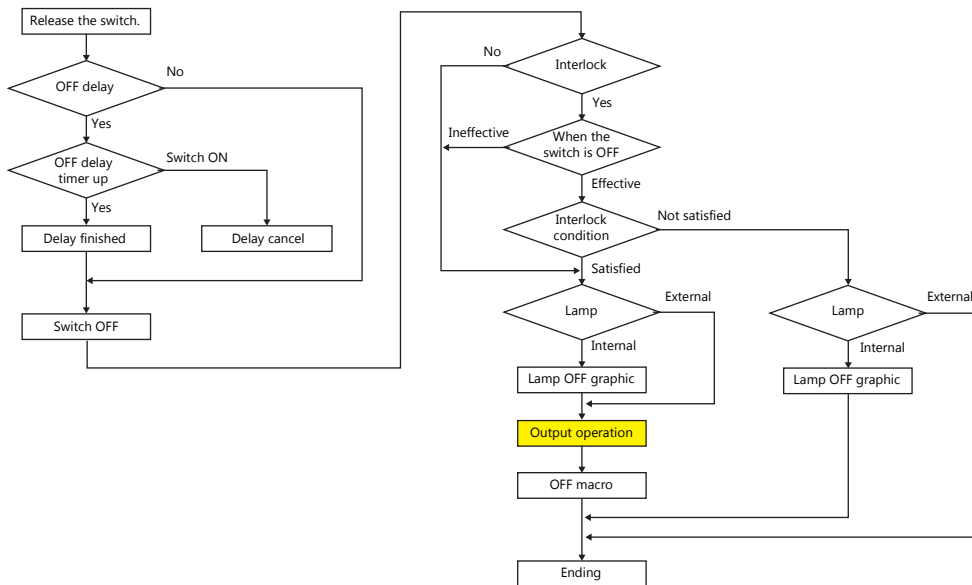 Release the switch.
OFF delay
No
Yes
OFF delay
timer up
Switch ON
Yes
Delay finished
Delay cancel
Switch OFF
No
Interlock
Yes
Ineffective
When the
switch is OFF
Effective
Interlock
condition
Not satisfied
Satisfied
Lamp
External
Internal
Lamp OFF graphic
Output operation
OFF macro
Lamp
External
Internal
Lamp OFF graphic
Ending